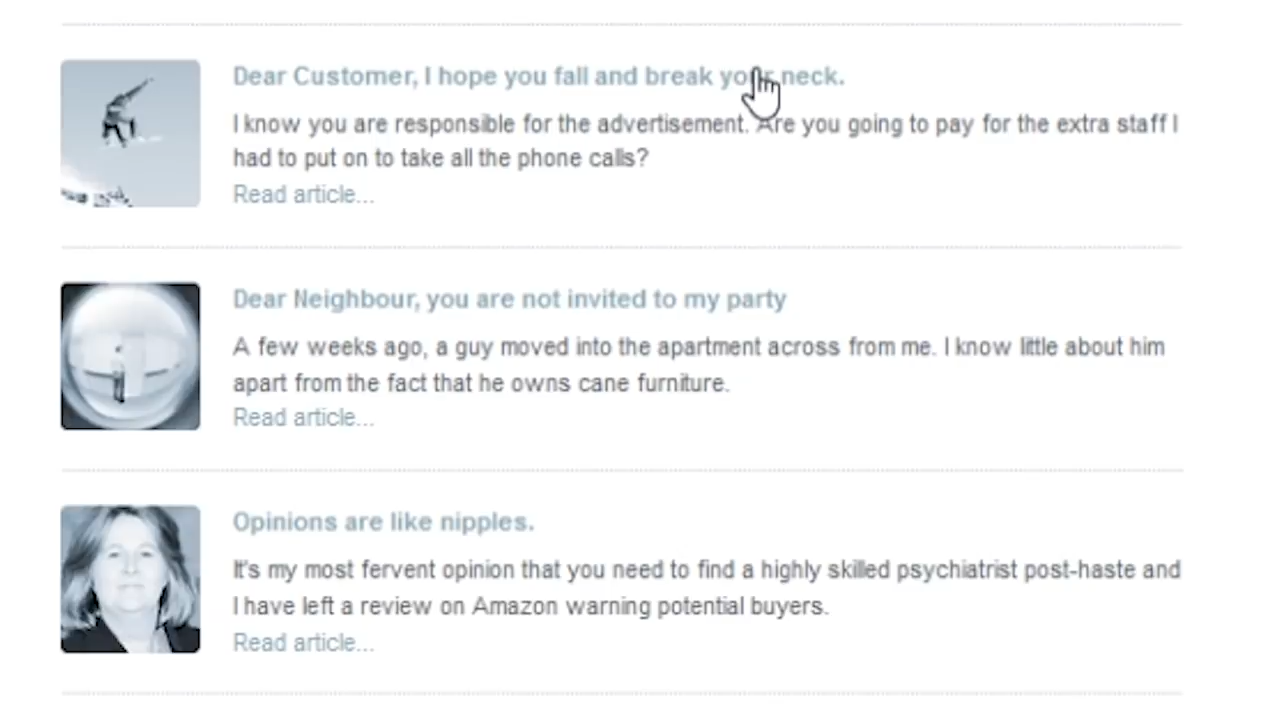 Dear Customer, I hope you fall and break your neck.
I know you are responsible for the advertisement. Are you going to pay for the extra staff I
had to put on to take all the phone calls?
Read article...
Dear Neighbour, you are not invited to my party
A few weeks ago, a guy moved into the apartment across from me. I know little about him
apart from the fact that he owns cane furniture.
Read article...
Opinions are like nipples.
It's my most fervent opinion that you need to find a highly skilled psychiatrist post-haste and
I have left a review on Amazon warning potential buyers.
Read article...